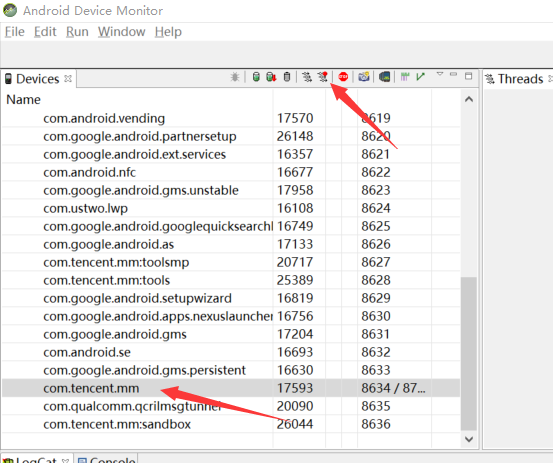 Android Device Monitor
File Edit Run Window Help
Devices
Threads
Name
com.android.vending 17570 8619
com.google.android.partnersetup 26148 8620
com.google.android.ext.services 16357 8621
com.android.nfc 16677 8622
com.google.android.gms.unstable 17958 8623
com.ustwo.lwp 16108 8624
com.google.android.googlequicksearchl 16749 8625
com.google.android.as 17133 8626
com.tencent.mm:toolsmp 20717 8627
com.tencent.mm:tools 25389 8628
com.google.android.setupwizard 16819 8629
com.google.android.apps.nexuslauncher 16756 8630
com.google.android.gms 17204 8631
com.android.se 16693 8632
com.google.android.gms.persistent 16630 8633
com.tencent.mm 17593 8634 / 87...
com.qualcomm.qcrilmsgtunnel 20090 8635
com.tencent.mm:sandbox 26044 8636
LogCat Console